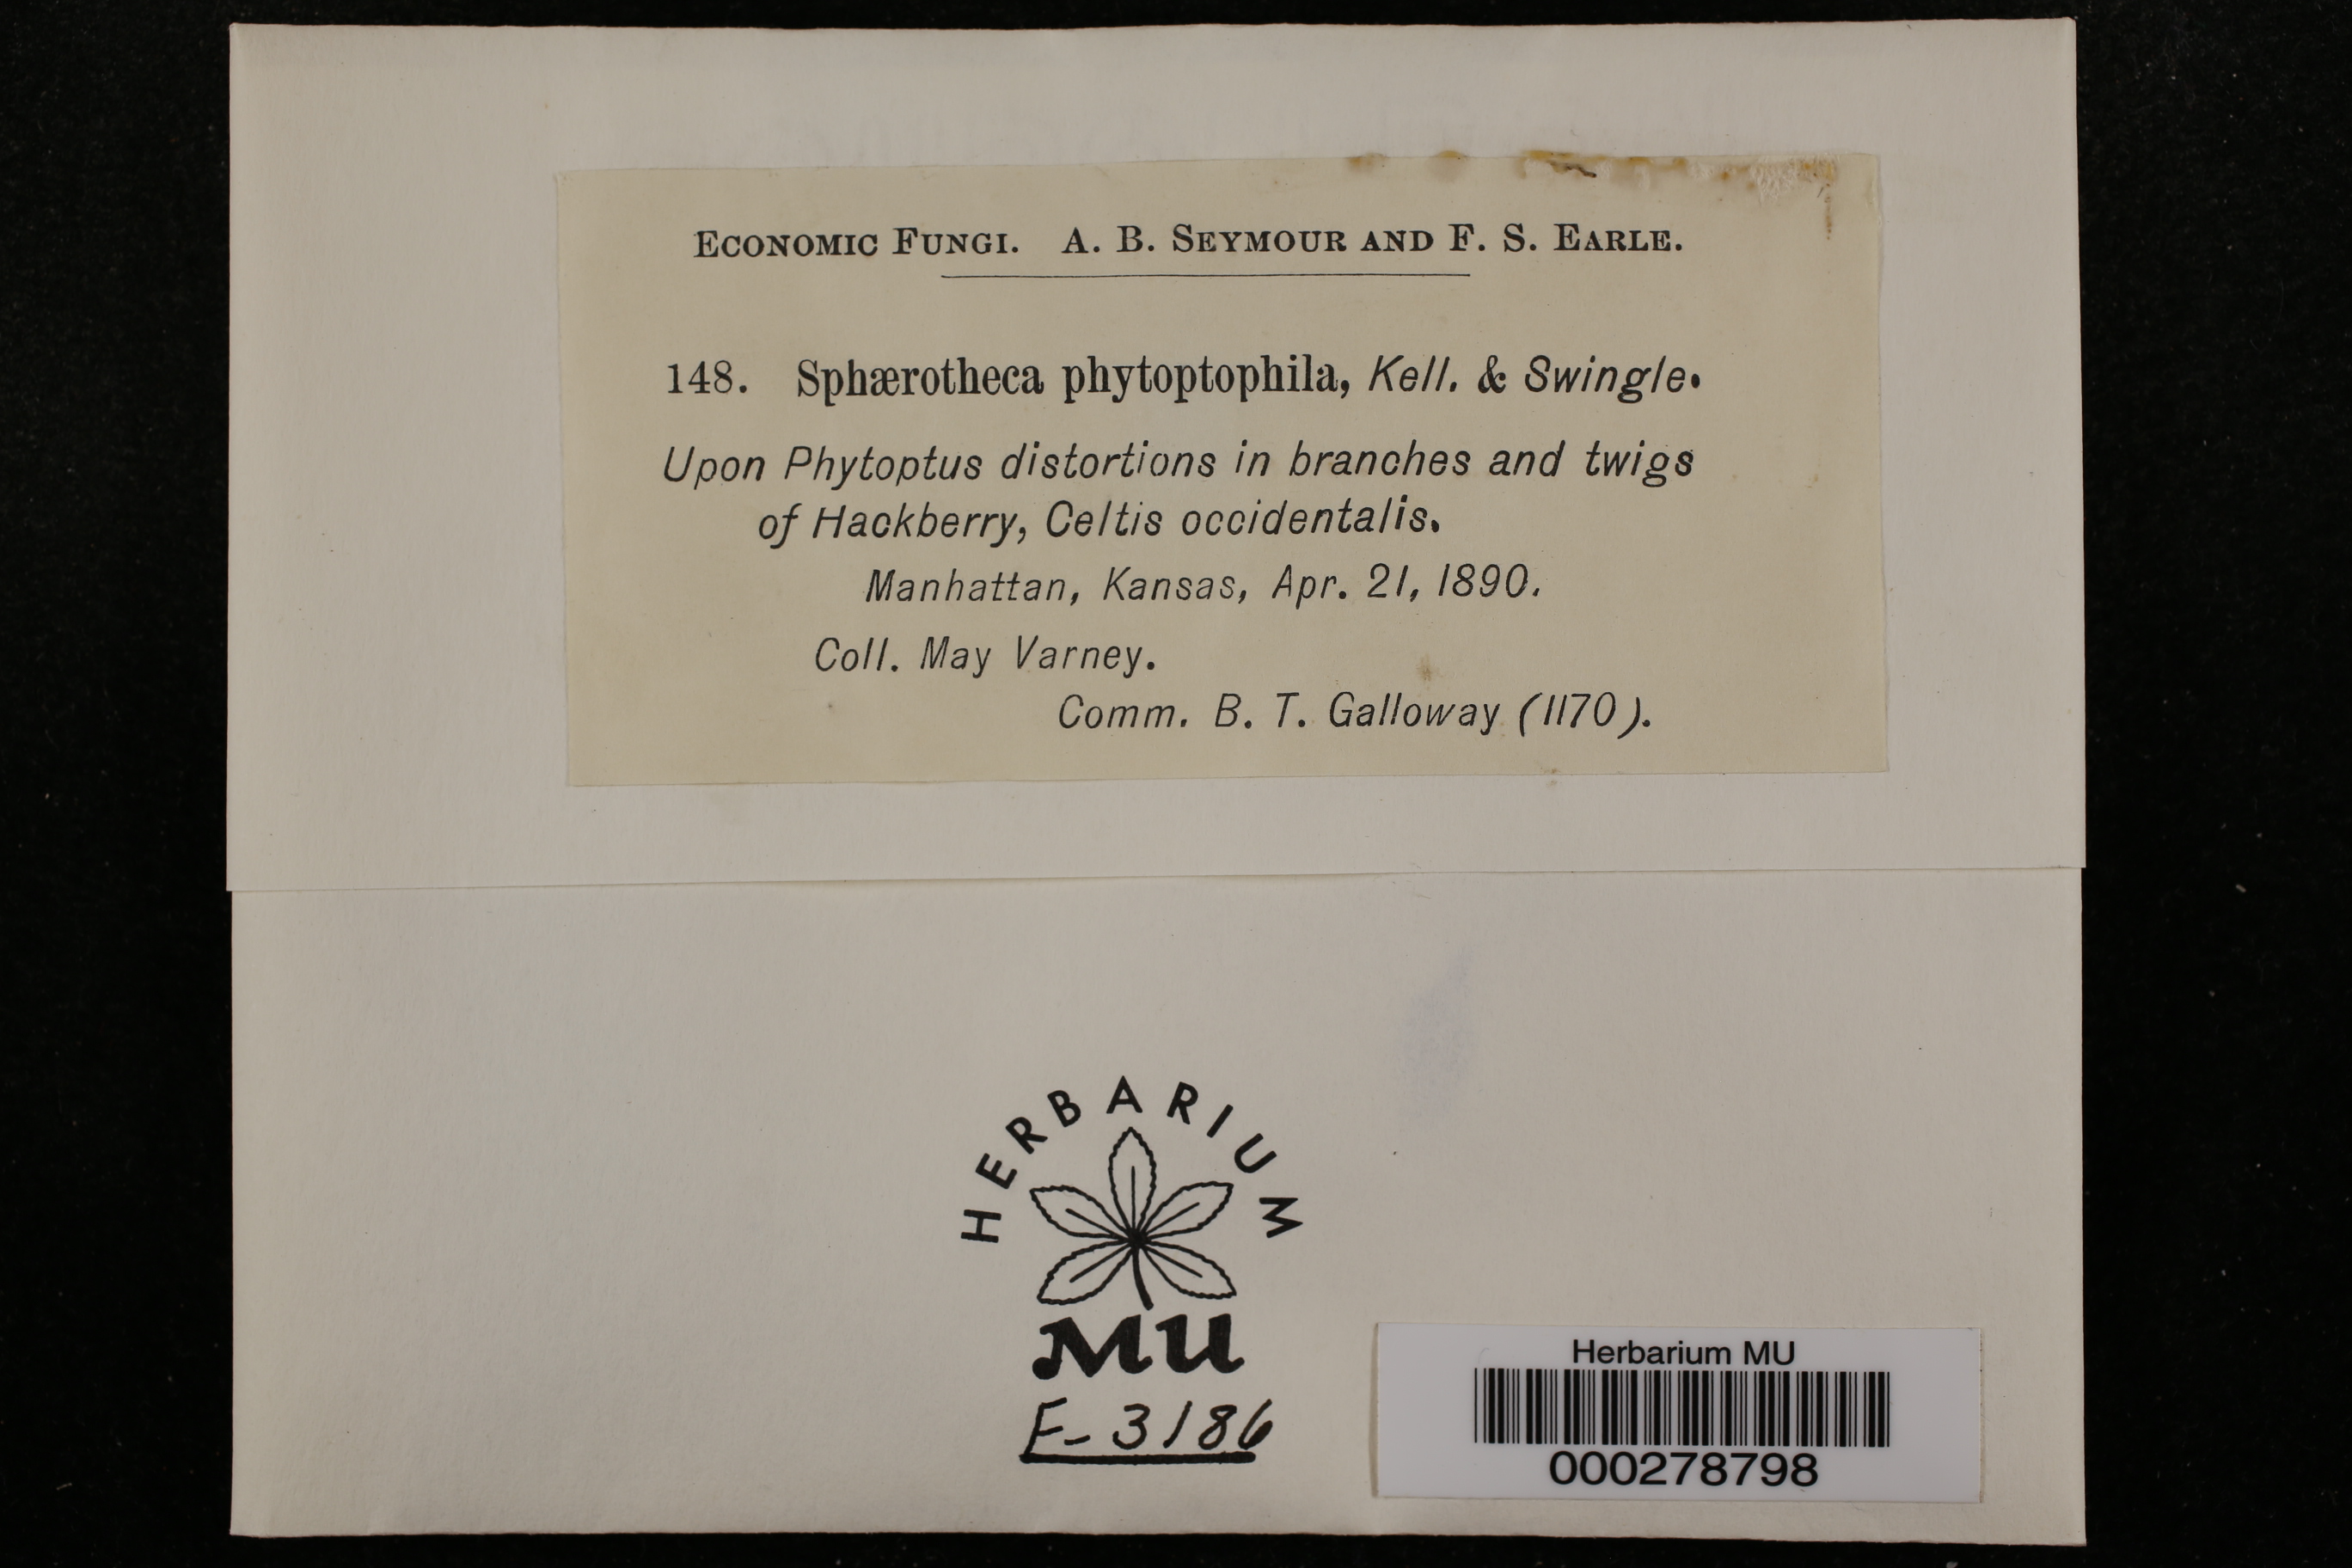 ECONOMIC FUNGI. A. B. SEYMOUR AND F. S. EARLE.
148. Sphærotheca phytoptophila, Kell. & Swingle.
Upon Phytoptus distortions in branches and twigs
of Hackberry, Celtis occidentalis.
Manhattan, Kansas, Apr. 21, 1890.
Coll. May Varney.
Comm. B. T. Galloway (1170).
HERBARIUM
MU
F-3186
Herbarium MU
000278798